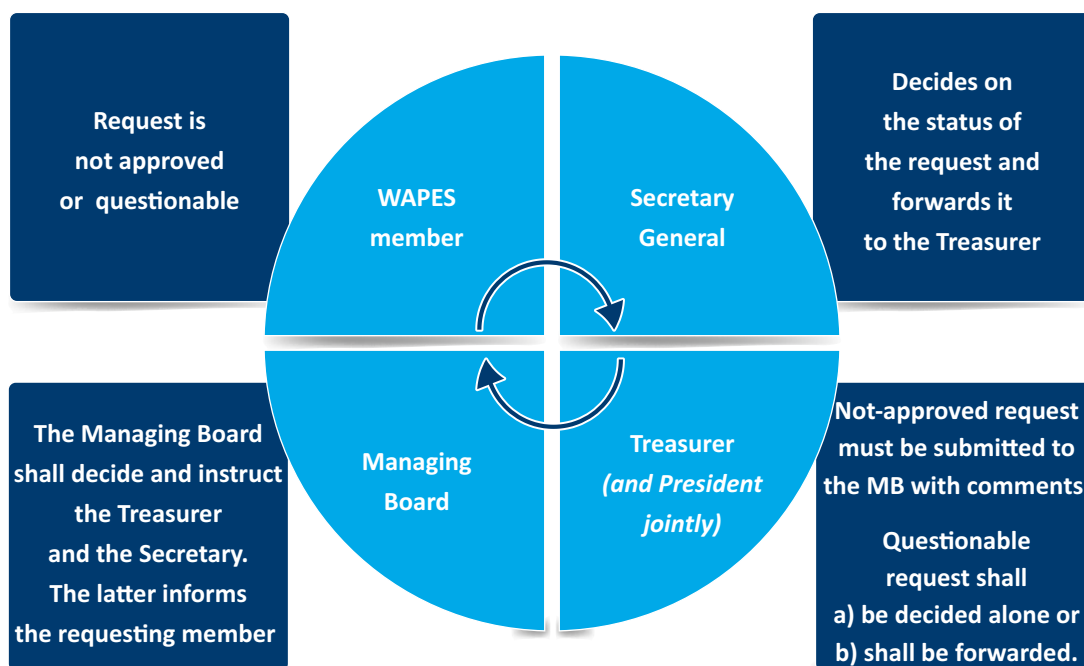 Request is
not approved
or questionable
WAPES
member
Secretary
General
Decides on
the status of
the request and
forwards it
to the Treasurer
The Managing Board
shall decide and instruct
the Treasurer
and the Secretary.
The latter informs
the requesting member
Managing
Board
Treasurer
(and President
jointly)
Not-approved request
must be submitted to
the MB with comments
Questionable
request shall
a) be decided alone or
b) shall be forwarded.